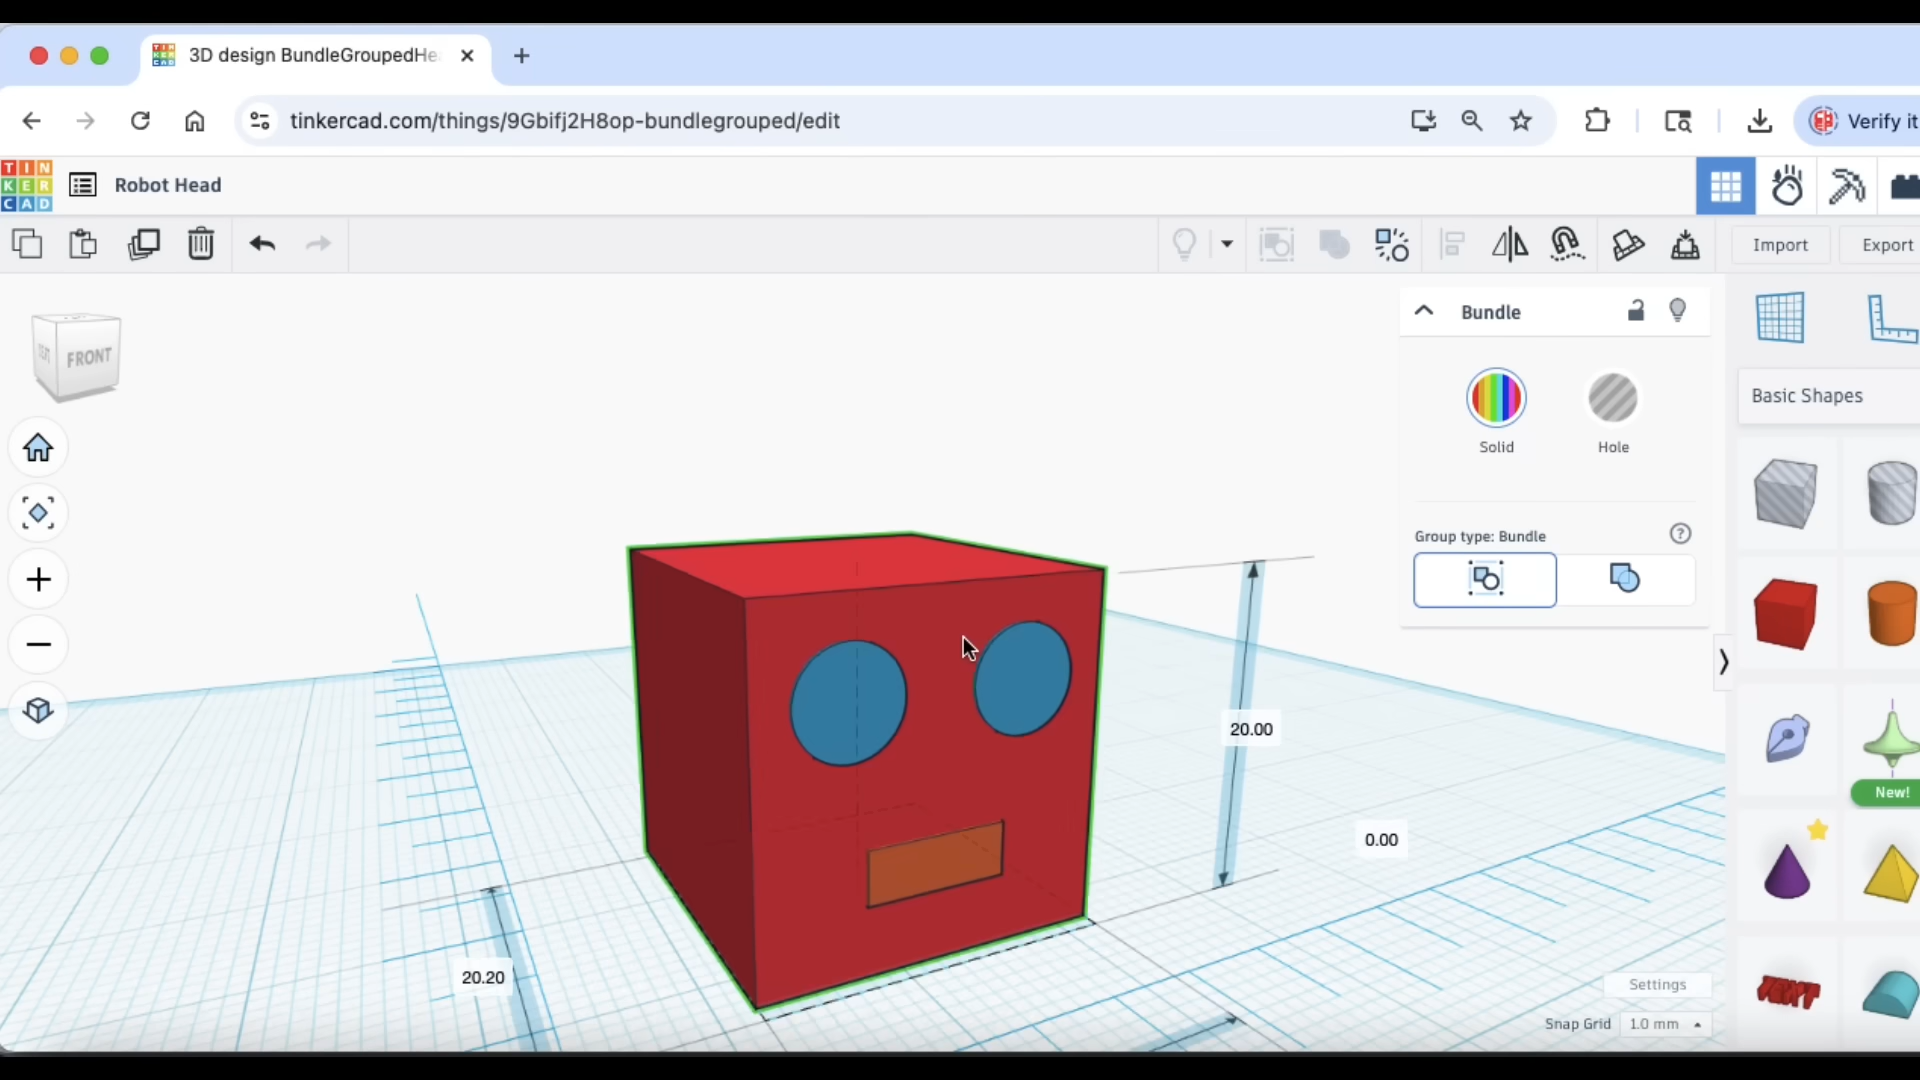 3D design BundleGroupedHe
tinkercad.com/things/9Gbifj2H8op-bundlegrouped/edit
Verify it
TIN
KER
CAD
Robot Head
Import
Export
FRONT
LEFT
Bundle
Solid
Hole
Group type: Bundle
?
Basic Shapes
20.00
0.00
20.20
New!
TEXT
Settings
Snap Grid 1.0 mm